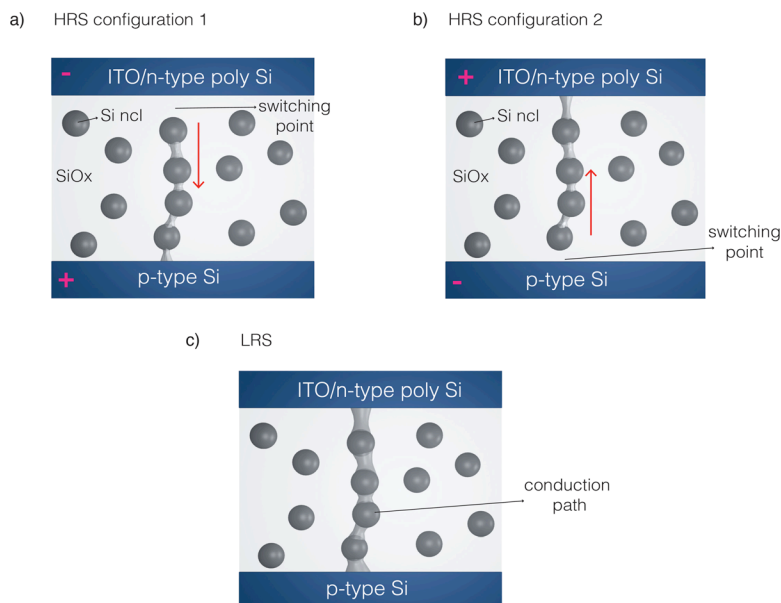 a)
HRS configuration 1
-
ITO/n-type poly Si
Si ncl
switching
point
SiOx
+
p-type Si
b)
HRS configuration 2
+
ITO/n-type poly Si
Si ncl
SiOx
switching
point
-
p-type Si
c)
LRS
ITO/n-type poly Si
conduction
path
p-type Si